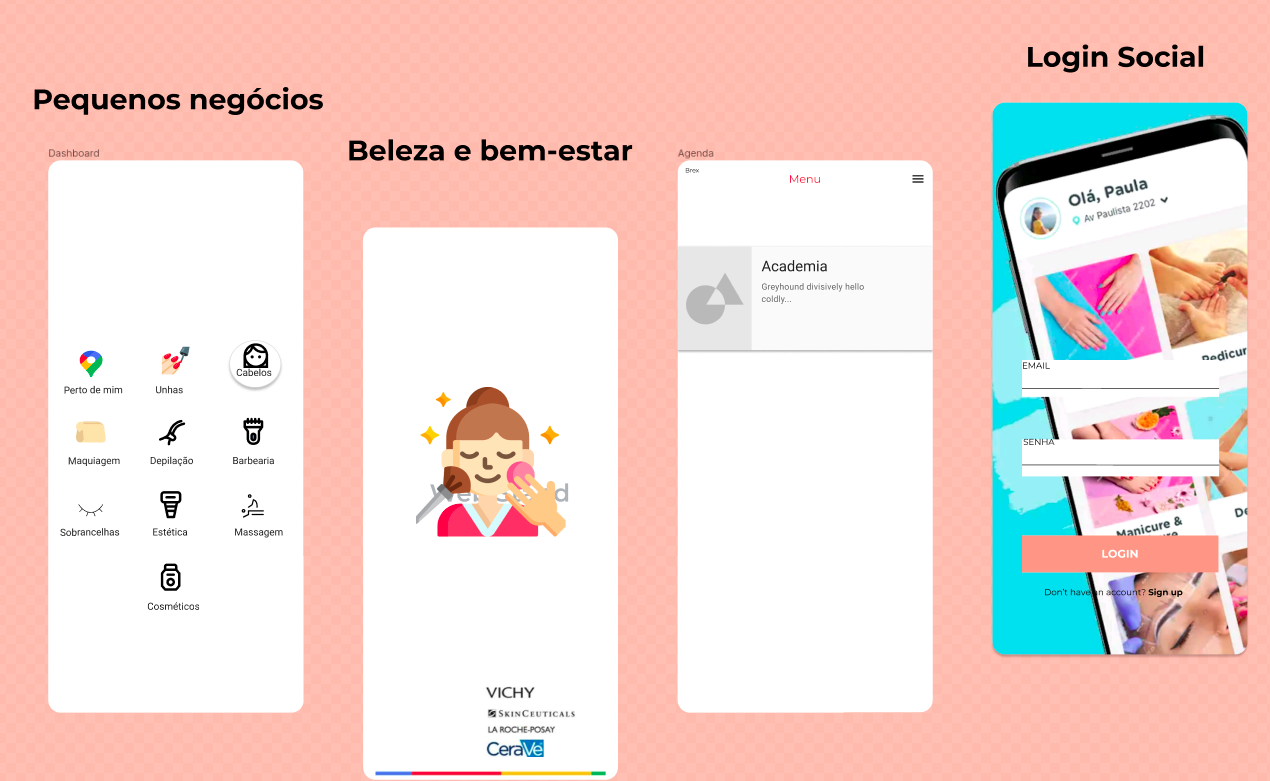 Pequenos negócios
Dashboard
Perto de mim
Unhas
Cabelos
Maquiagem
Depilação
Barbearia
Sobrancelhas
Estética
Massagem
Cosméticos
Beleza e bem-estar
VICHY
SKINCEUTICALS
LA ROCHE-POSAY
CeraVe
Agenda
Brex
Menu
Academia
Greyhound divisively hello
coldly...
Login Social
Olá, Paula
Av Paulista 2202
Pedicur
EMAIL
SENHA
Manicure &
De
LOGIN
Don't have an account? Sign up